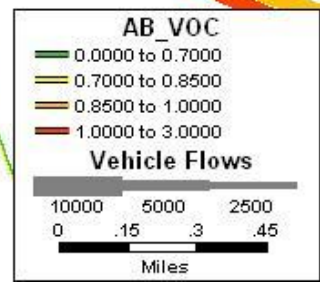 AB_VOC
0.0000 to 0.7000
0.7000 to 0.8500
0.8500 to 1.0000
1.0000 to 3.0000
Vehicle Flows
10000 5000 2500
0 .15 .3 .45
Miles